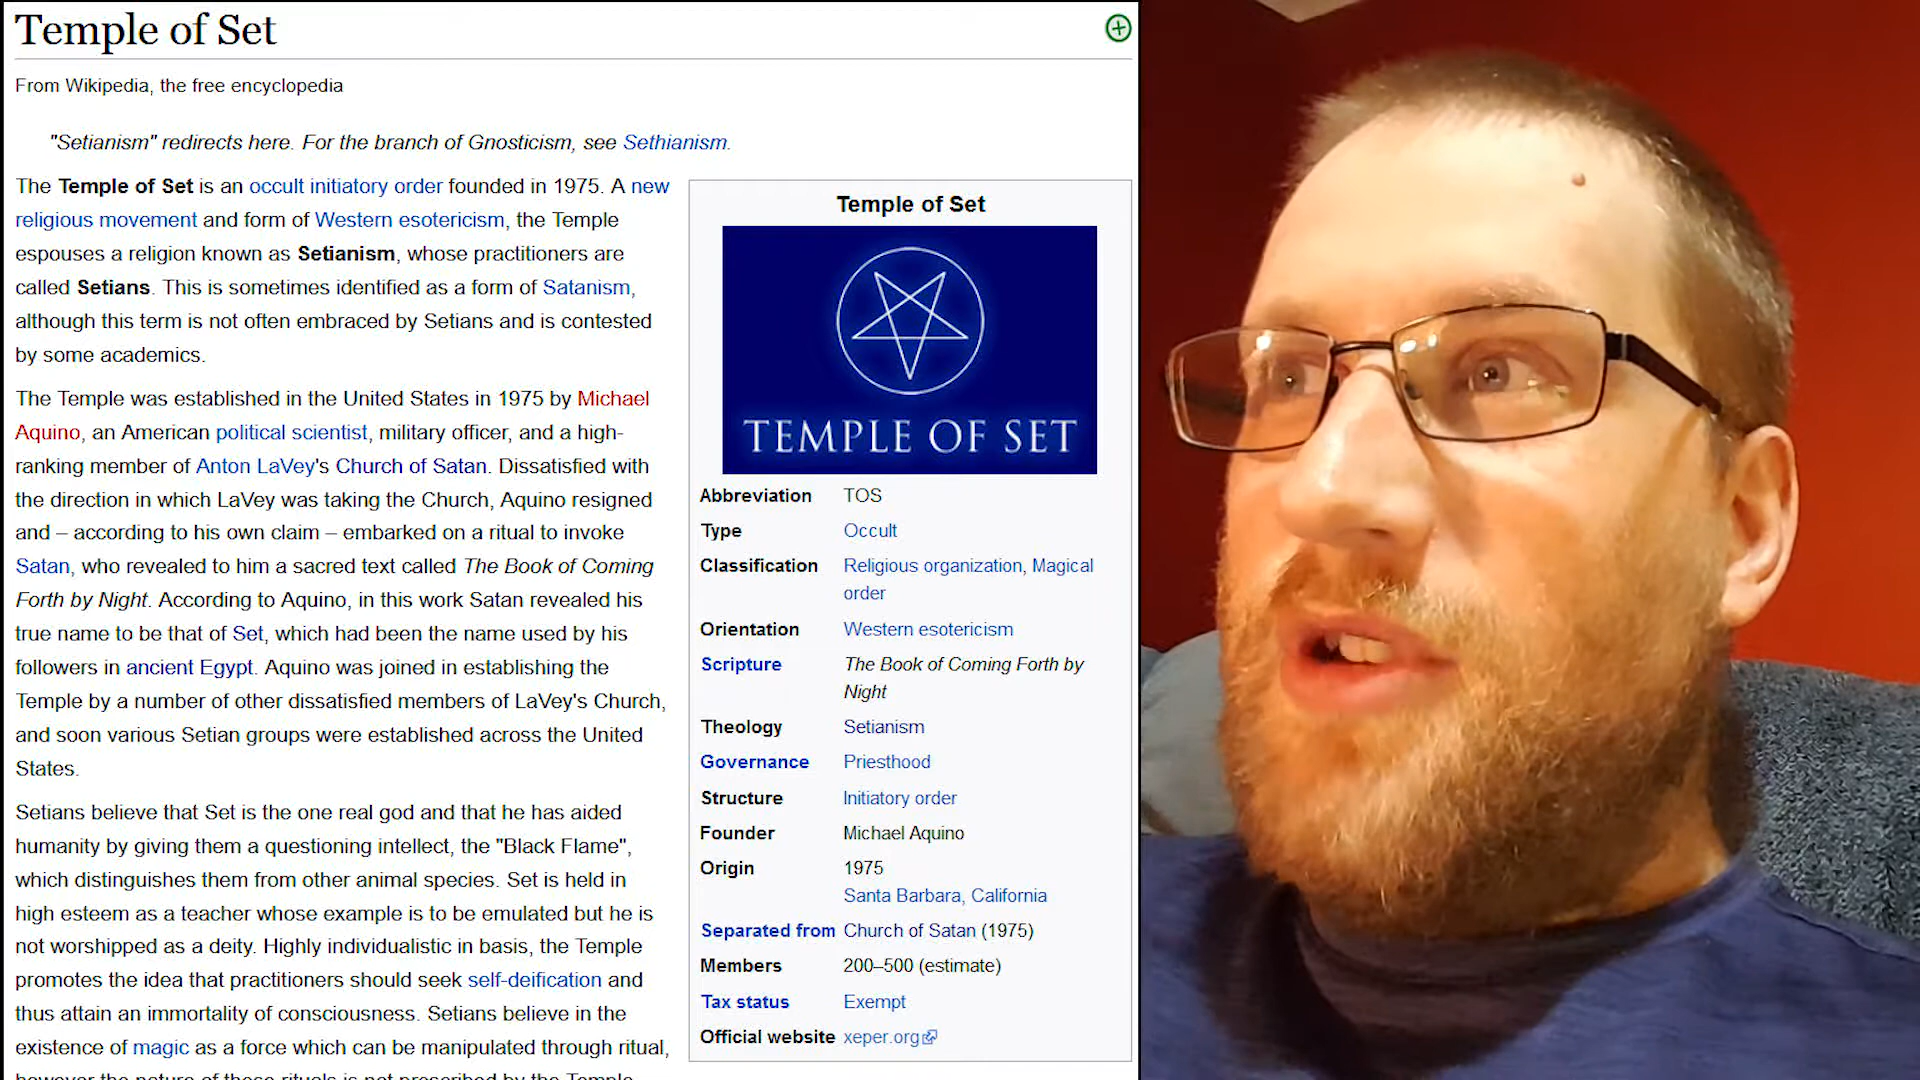 Temple of Set
From Wikipedia, the free encyclopedia
"Setianism" redirects here. For the branch of Gnosticism, see Sethianism.
The Temple of Set is an occult initiatory order founded in 1975. A new
religious movement and form of Western esotericism, the Temple
espouses a religion known as Setianism, whose practitioners are
called Setians. This is sometimes identified as a form of Satanism,
although this term is not often embraced by Setians and is contested
by some academics.
The Temple was established in the United States in 1975 by Michael
Aquino, an American political scientist, military officer, and a high-
ranking member of Anton LaVey's Church of Satan. Dissatisfied with
the direction in which LaVey was taking the Church, Aquino resigned
and – according to his own claim – embarked on a ritual to invoke
Satan, who revealed to him a sacred text called The Book of Coming
Forth by Night. According to Aquino, in this work Satan revealed his
true name to be that of Set, which had been the name used by his
followers in ancient Egypt. Aquino was joined in establishing the
Temple by a number of other dissatisfied members of LaVey's Church,
and soon various Setian groups were established across the United
States.
Setians believe that Set is the one real god and that he has aided
humanity by giving them a questioning intellect, the "Black Flame",
which distinguishes them from other animal species. Set is held in
high esteem as a teacher whose example is to be emulated but he is
not worshipped as a deity. Highly individualistic in basis, the Temple
promotes the idea that practitioners should seek self-deification and
thus attain an immortality of consciousness. Setians believe in the
existence of magic as a force which can be manipulated through ritual,
however the nature of these rituals is not prescribed by the Temple.
Temple of Set
TEMPLE OF SET
Abbreviation TOS
Type Occult
Classification Religious organization, Magical
order
Orientation Western esotericism
Scripture The Book of Coming Forth by
Night
Theology Setianism
Governance Priesthood
Structure Initiatory order
Founder Michael Aquino
Origin 1975
Santa Barbara, California
Separated from Church of Satan (1975)
Members 200–500 (estimate)
Tax status Exempt
Official website xeper.org